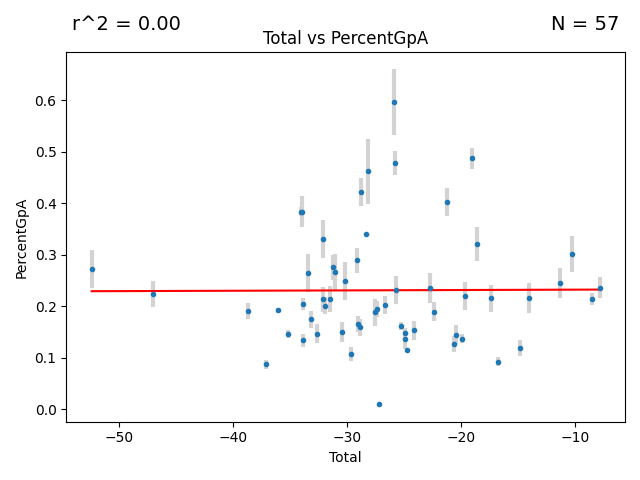 r^2 = 0.00
N = 57
Total vs PercentGpA
PercentGpA
0.6
0.5
0.4
0.3
0.2
0.1
0.0
−50
−40
−30
−20
−10
Total